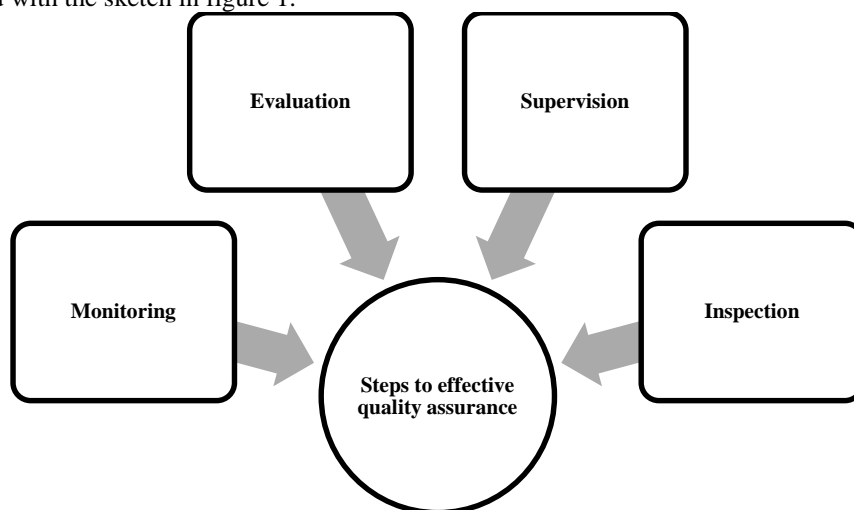 with the sketch in figure 1.
Evaluation
Supervision
Monitoring
Inspection
Steps to effective
quality assurance